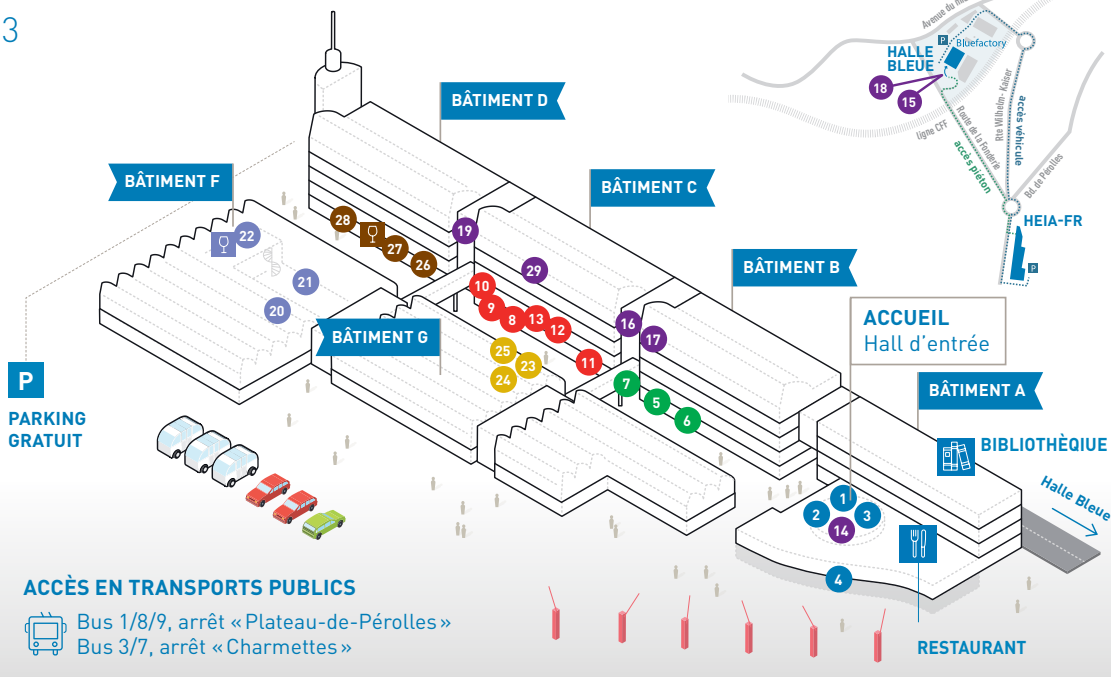 3
Avenue du
P
Bluefactory
HALLE
BLEUE
18
15
ligne CFF
Route de la Fonderie
accès piéton
Rte Wilhelm-Kaiser
accès véhicule
Bd. de Pérolles
HEIA-FR
P
BÂTIMENT D
BÂTIMENT F
BÂTIMENT C
BÂTIMENT B
BÂTIMENT G
BÂTIMENT A
ACCUEIL
Hall d’entrée
28
27
26
19
22
21
20
29
10
9
8
13
12
11
16
17
25
23
24
7
5
6
1
2
3
14
4
P
PARKING
GRATUIT
BIBLIOTHÈQIUE
Halle Bleue
RESTAURANT
ACCÈS EN TRANSPORTS PUBLICS
Bus 1/8/9, arrêt «Plateau-de-Pérolles»
Bus 3/7, arrêt «Charmettes»